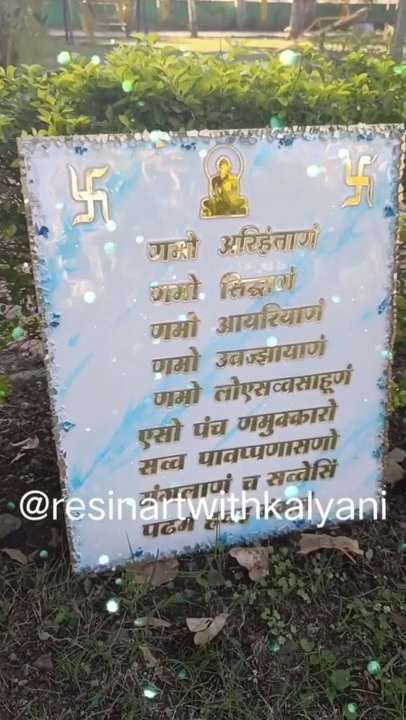 णमो अरिहंताणं
णमो सिद्धाणं
णमो आयरियाणं
णमो उवज्झायाणं
णमो लोएसव्वसाहूणं
एसो पंच णमुक्कारो
सव्व पावप्पणासणो
च सव्वेसिं
@resinartwithkalyani
पढमं